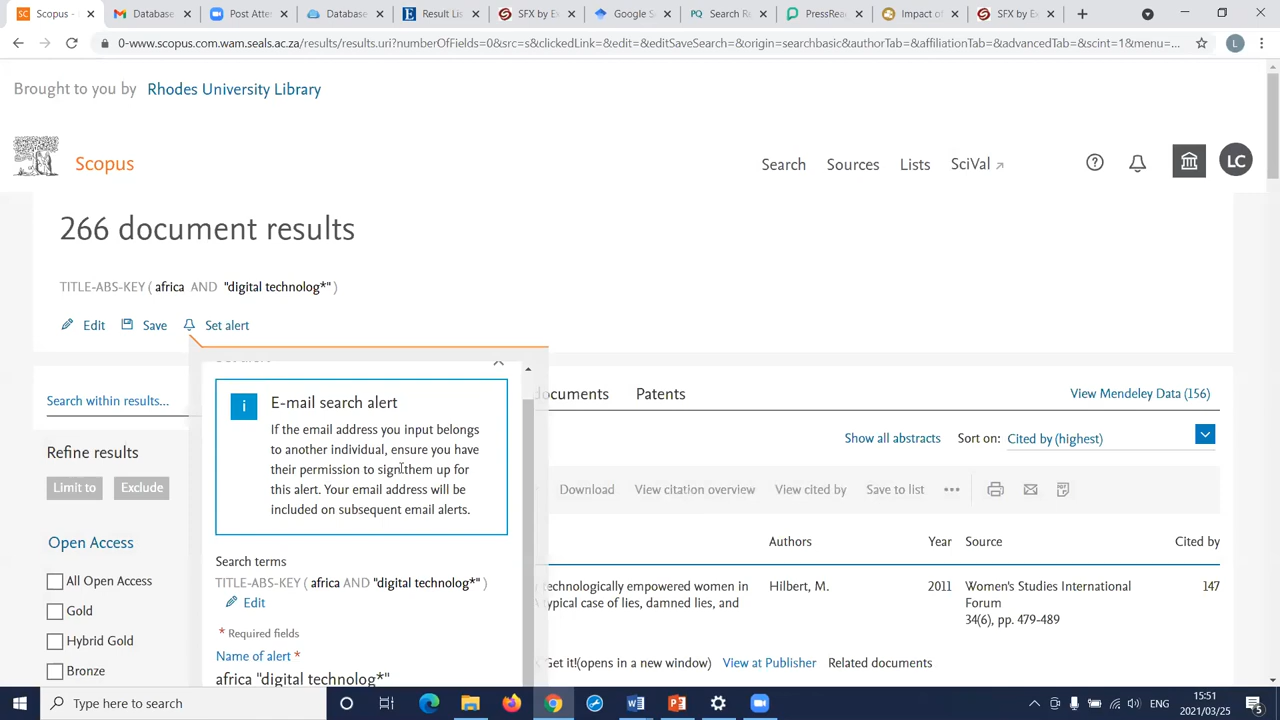 Scopus -
Database
Post Attes
Database
Result Lis
SFX by Ex
Google Sc
Search Re
PressRea
Impact of
SFX by Ex
0-www.scopus.com.wam.seals.ac.za/results/results.uri?numberOfFields=0&src=s&clickedLink=&edit=&editSaveSearch=&origin=searchbasic&authorTab=&affiliationTab=&advancedTab=&scint=1&menu=...
L
Brought to you by Rhodes University Library
Scopus
Search Sources Lists SciVal
LC
266 document results
TITLE-ABS-KEY ( africa AND "digital technolog*" )
Edit Save Set alert
Search within results...
ocuments Patents
View Mendeley Data (156)
E-mail search alert
If the email address you input belongs
to another individual, ensure you have
their permission to sign them up for
this alert. Your email address will be
included on subsequent email alerts.
Show all abstracts Sort on: Cited by (highest)
Refine results
Limit to Exclude
Download View citation overview View cited by Save to list
Open Access
Authors Year Source Cited by
Search terms
TITLE-ABS-KEY ( africa AND "digital technolog*" )
Edit
All Open Access
Gold
Hybrid Gold
Bronze
technologically empowered women in
typical case of lies, damned lies, and
Hilbert, M. 2011 Women's Studies International
Forum
34(6), pp. 479-489
147
* Required fields
Name of alert *
africa "digital technolog*"
Get it!(opens in a new window) View at Publisher Related documents
Type here to search
ENG
15:51
2021/03/25
5